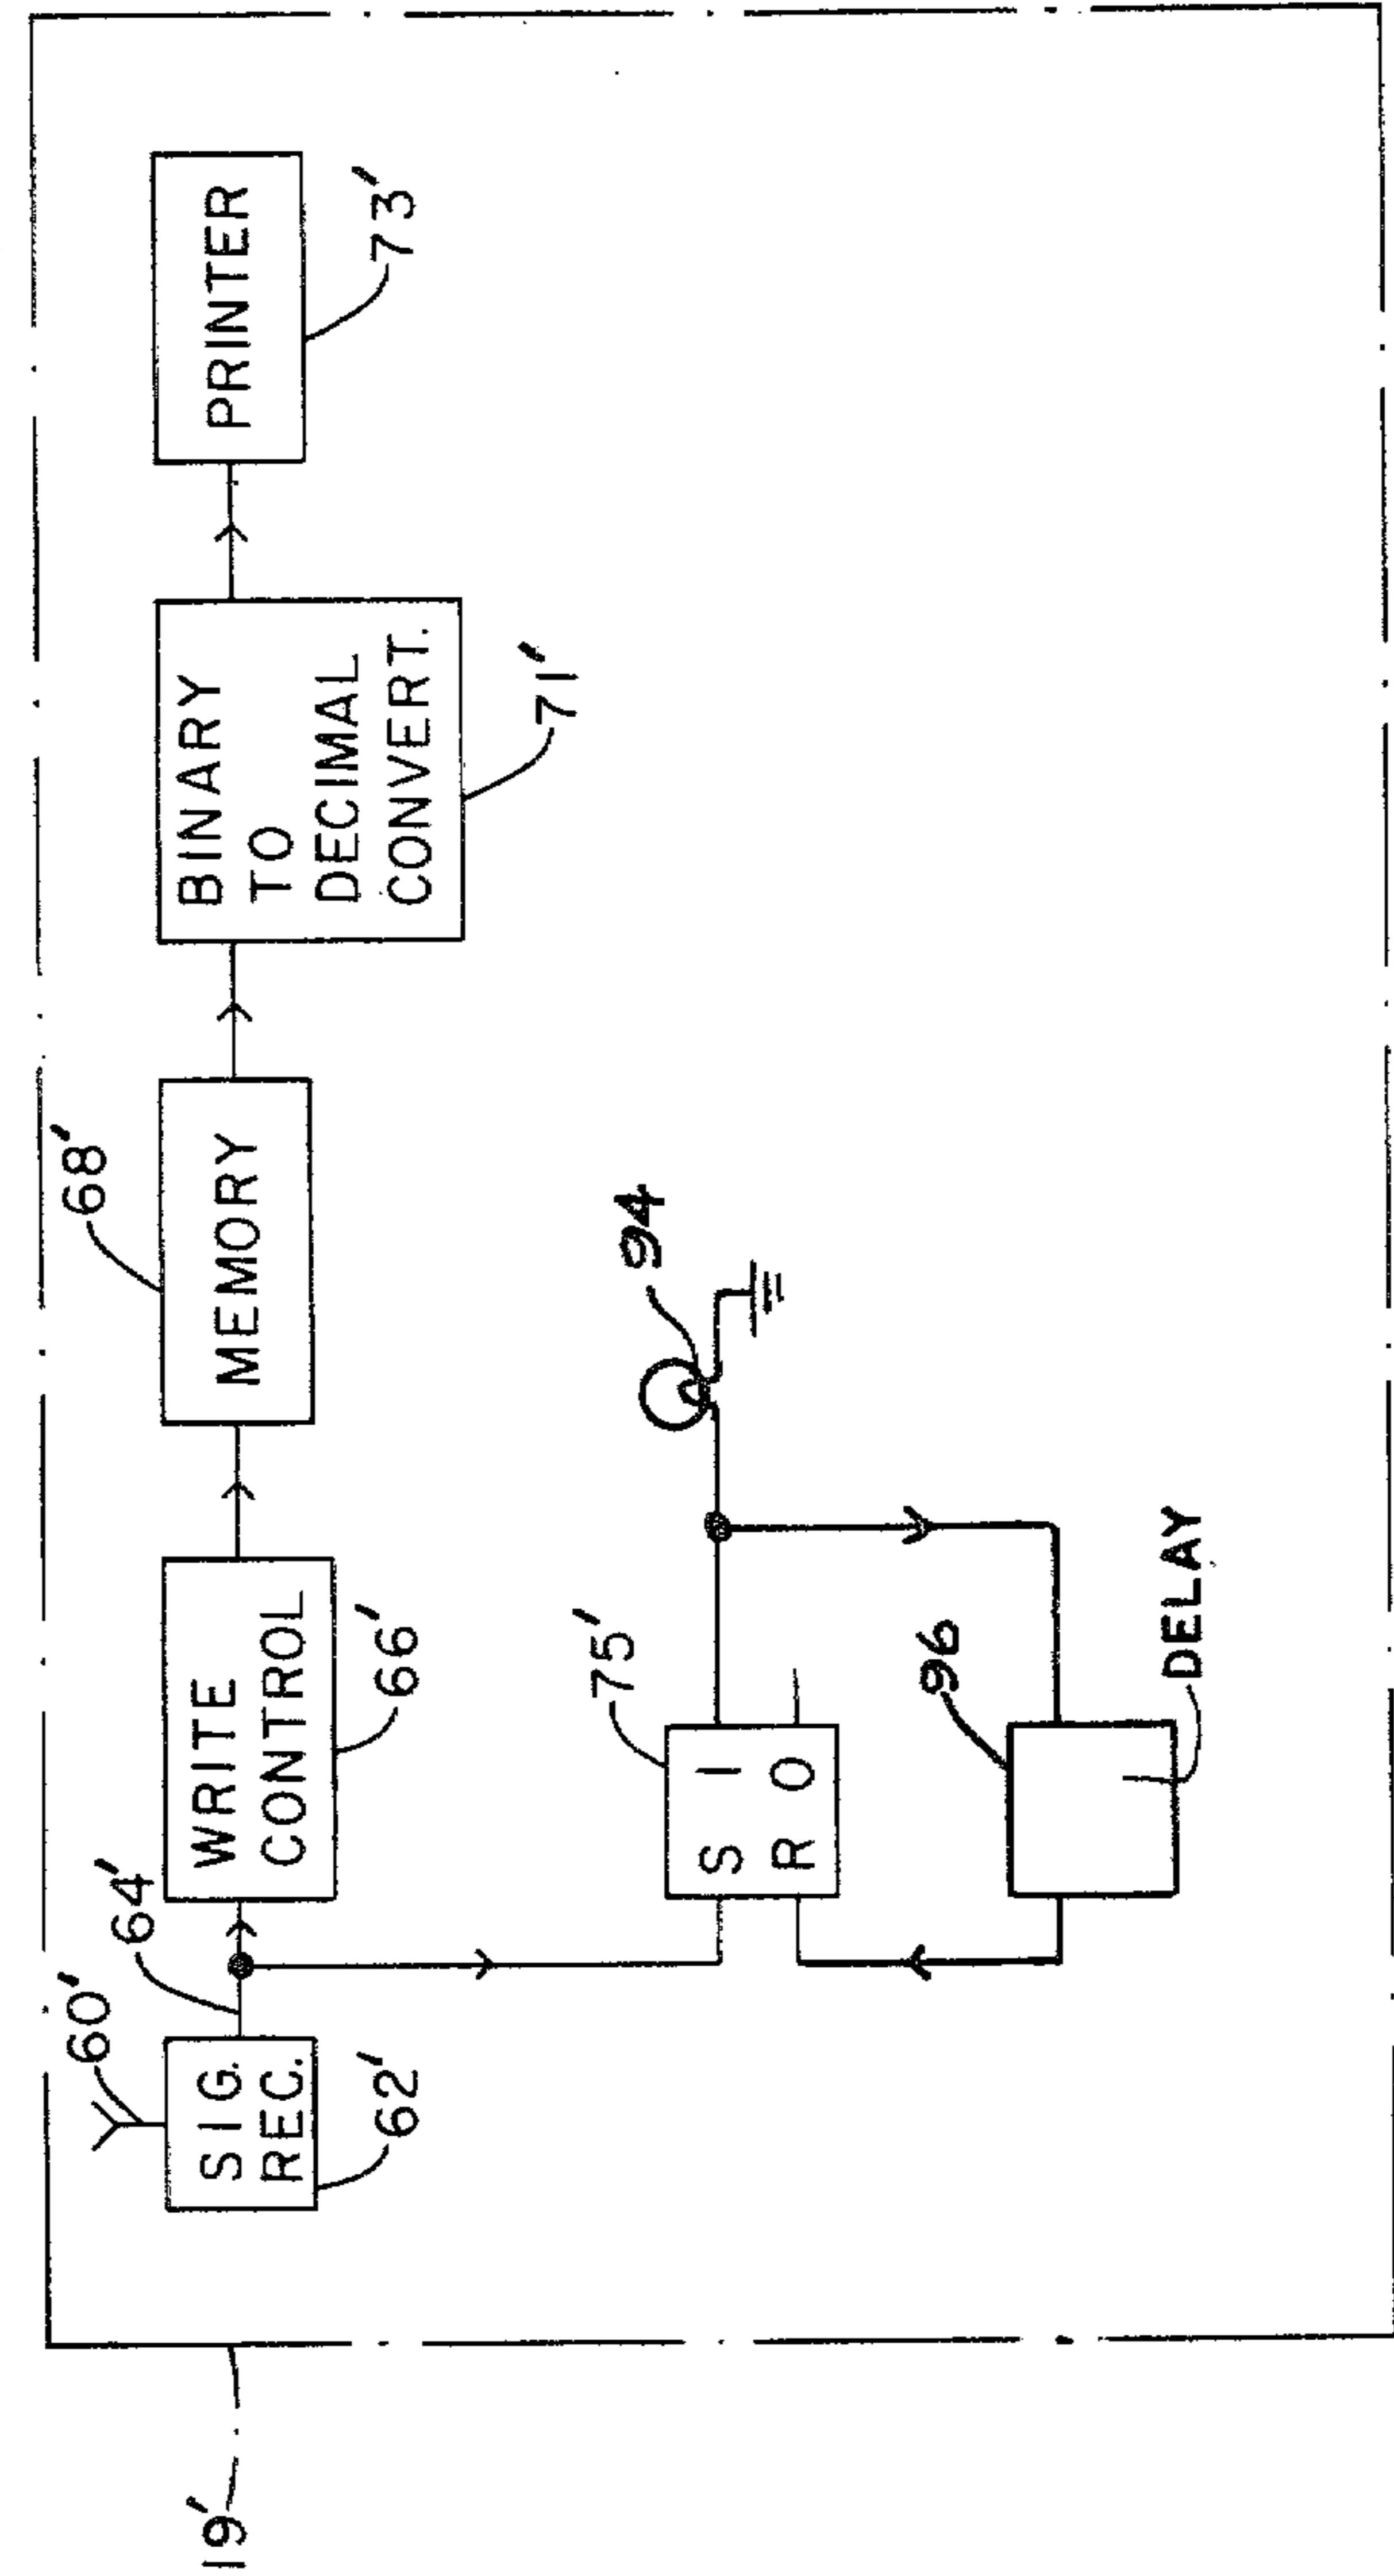 60'
64'
68'
SIG.
REC.
WRITE
CONTROL
MEMORY
BINARY
TO
DECIMAL
CONVERT.
PRINTER
19'
62'
66'
71'
73'
75'
94
S I
R O
96
DELAY